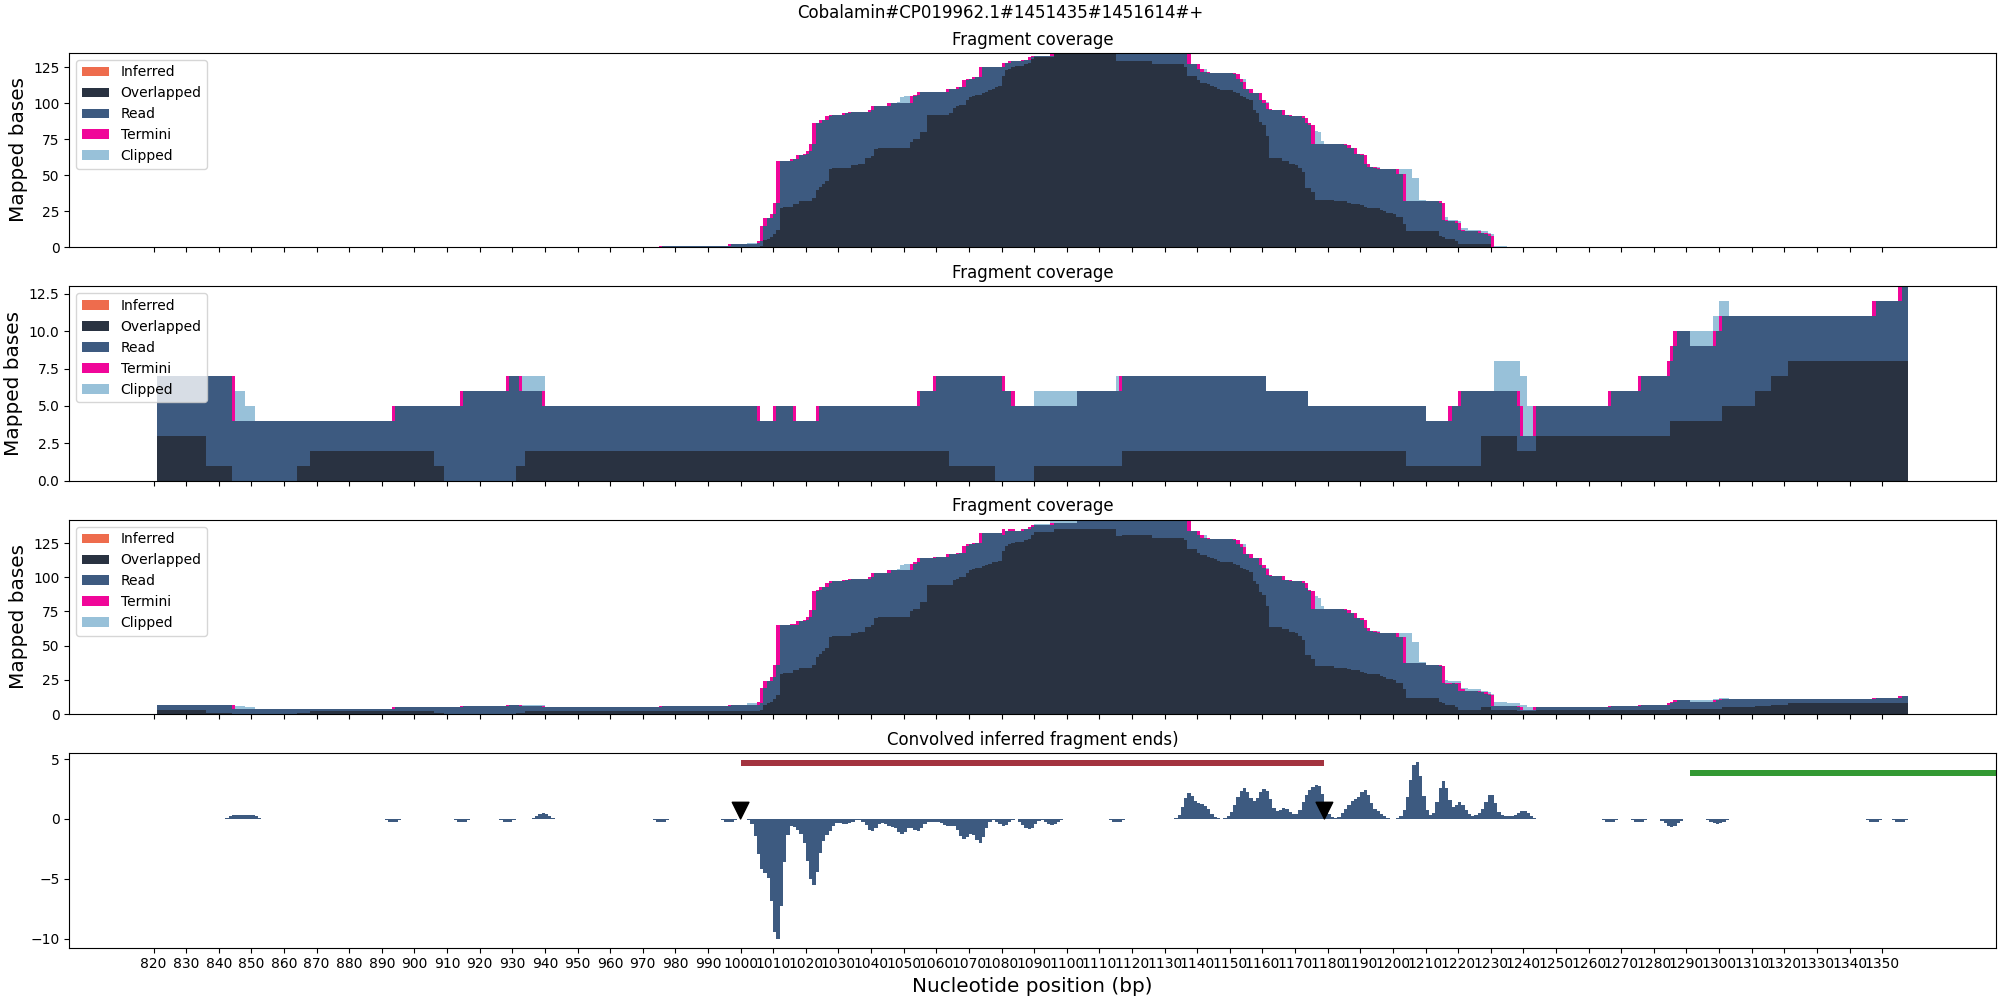 Cobalamin#CP019962.1#1451435#1451614#+
Fragment coverage
Mapped bases
125
100
75
50
25
0
Inferred
Overlapped
Read
Termini
Clipped
Fragment coverage
Mapped bases
12.5
10.0
7.5
5.0
2.5
0.0
Inferred
Overlapped
Read
Termini
Clipped
Fragment coverage
Mapped bases
125
100
75
50
25
0
Inferred
Overlapped
Read
Termini
Clipped
Convolved inferred fragment ends)
5
0
−5
−10
820 830 840 850 860 870 880 890 900 910 920 930 940 950 960 970 980 990 1000 1010 1020 1030 1040 1050 1060 1070 1080 1090 1100 1110 1120 1130 1140 1150 1160 1170 1180 1190 1200 1210 1220 1230 1240 1250 1260 1270 1280 1290 1300 1310 1320 1330 1340 1350
Nucleotide position (bp)